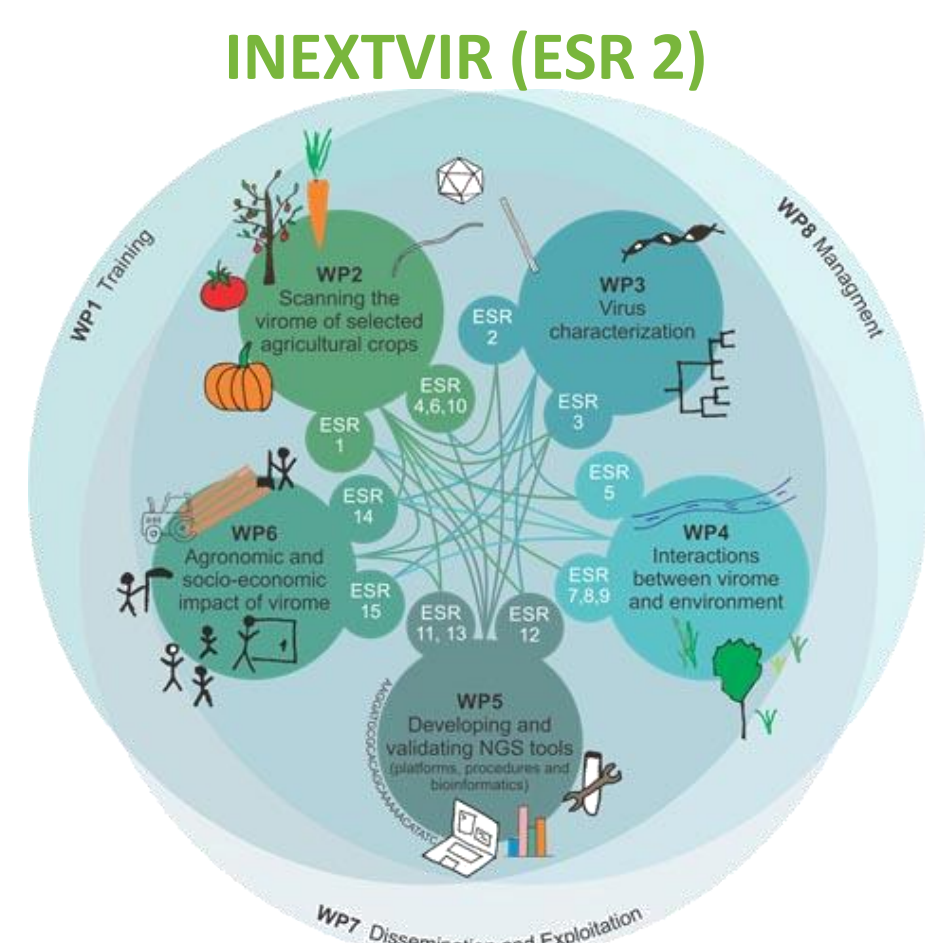 INEXTVIR (ESR 2)
WP1 Training
WP8 Managment
WP2
Scanning the
virome of selected
agricultural crops
WP3
Virus
characterization
ESR
2
ESR
4,6,10
ESR
3
ESR
1
ESR
5
ESR
14
WP6
Agronomic and
socio-economic
impact of virome
WP4
Interactions
between virome
and environment
ESR
15
ESR
7,8,9
ESR
11, 13
ESR
12
WP5
Developing and
validating NGS tools
(platforms, procedures and
bioinformatics)
WP7 Dissemination and Exploitation